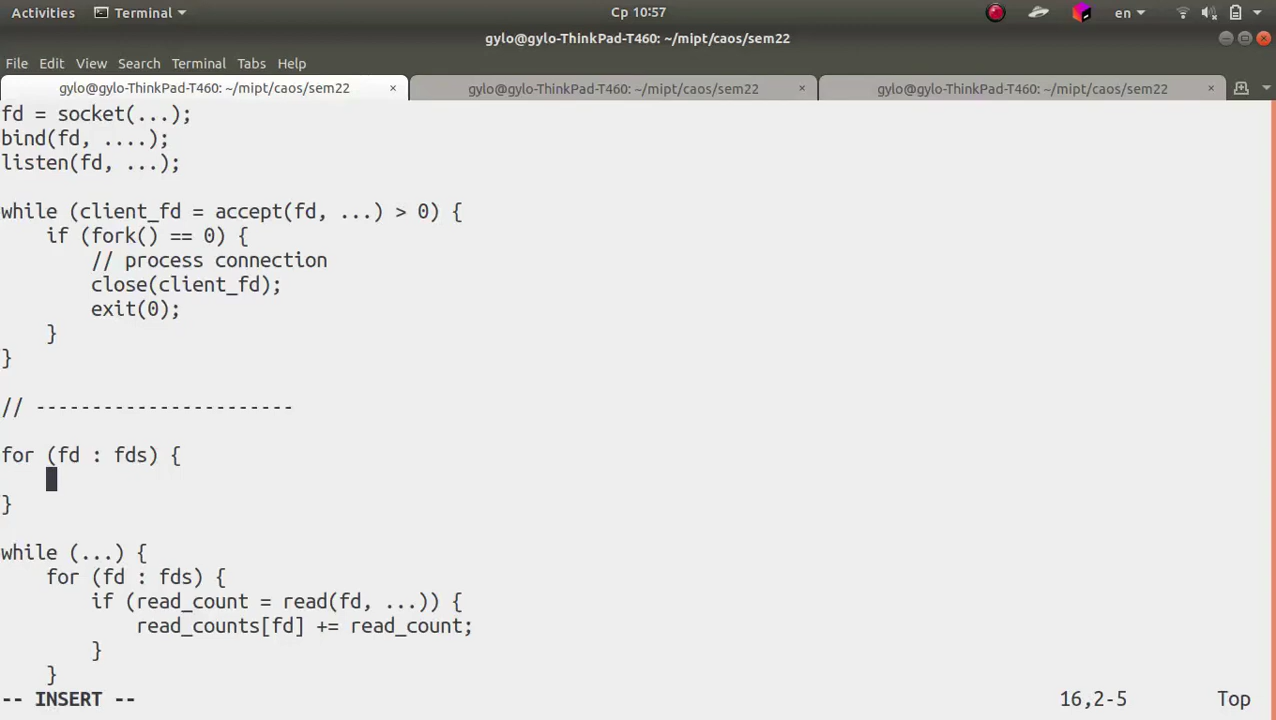 Activities Terminal Ср 10:57 en
gylo@gylo-ThinkPad-T460: ~/mipt/caos/sem22
File Edit View Search Terminal Tabs Help
gylo@gylo-ThinkPad-T460: ~/mipt/caos/sem22 × gylo@gylo-ThinkPad-T460: ~/mipt/caos/sem22 × gylo@gylo-ThinkPad-T460: ~/mipt/caos/sem22 ×
fd = socket(...);
bind(fd, ....);
listen(fd, ...);
while (client_fd = accept(fd, ...) > 0) {
    if (fork() == 0) {
        // process connection
        close(client_fd);
        exit(0);
    }
}
// -----------------------
for (fd : fds) {
}
while (...) {
    for (fd : fds) {
        if (read_count = read(fd, ...)) {
            read_counts[fd] += read_count;
        }
    }
-- INSERT -- 16,2-5 Top